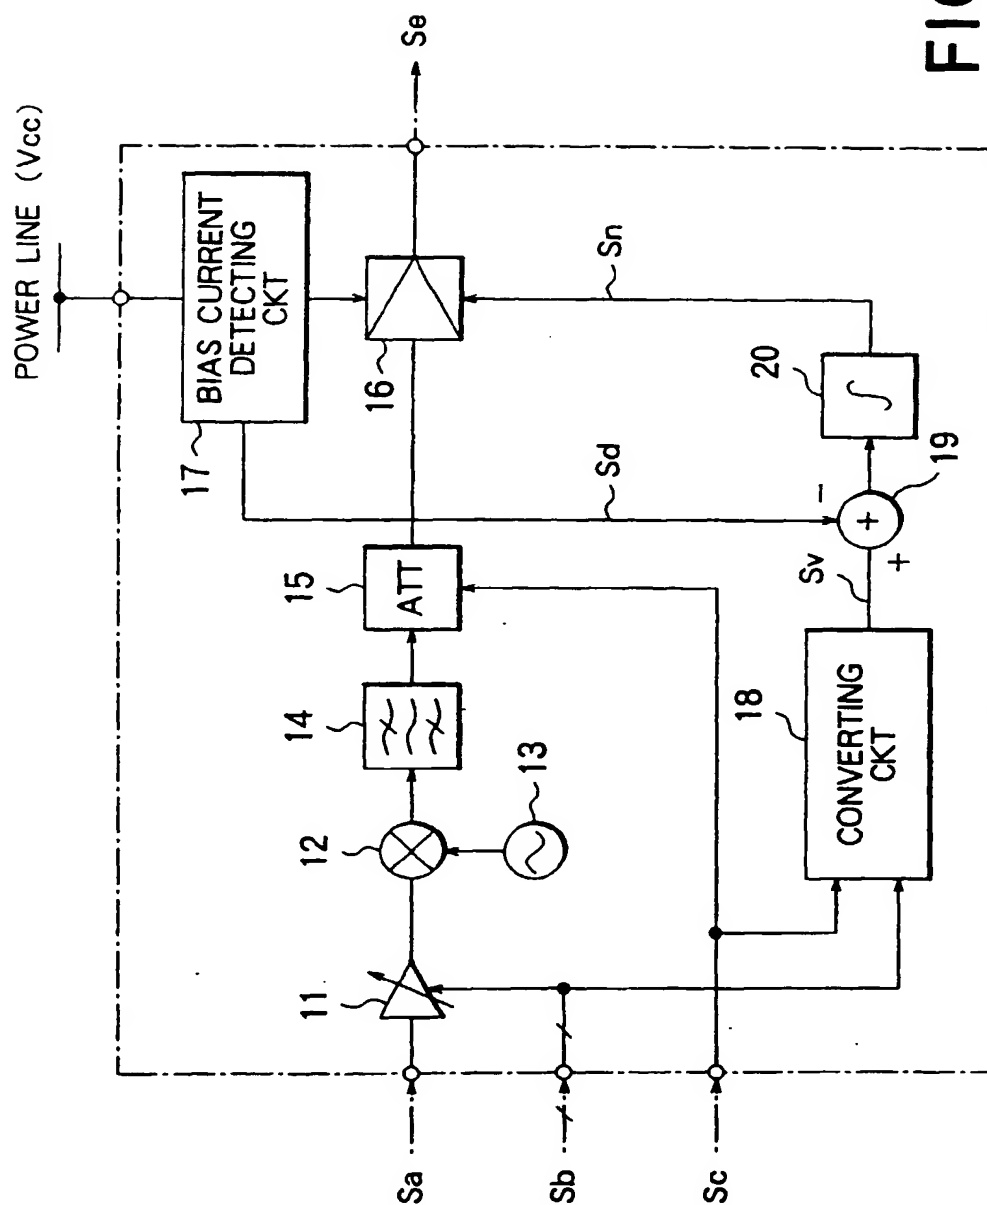 POWER LINE (Vcc)
BIAS CURRENT
DETECTING
CKT
17
Se
16
Sn
Sd
20
19
15
ATT
14
12
13
11
18
CONVERTING
CKT
Sv
+
-
+
Sa
Sb
Sc